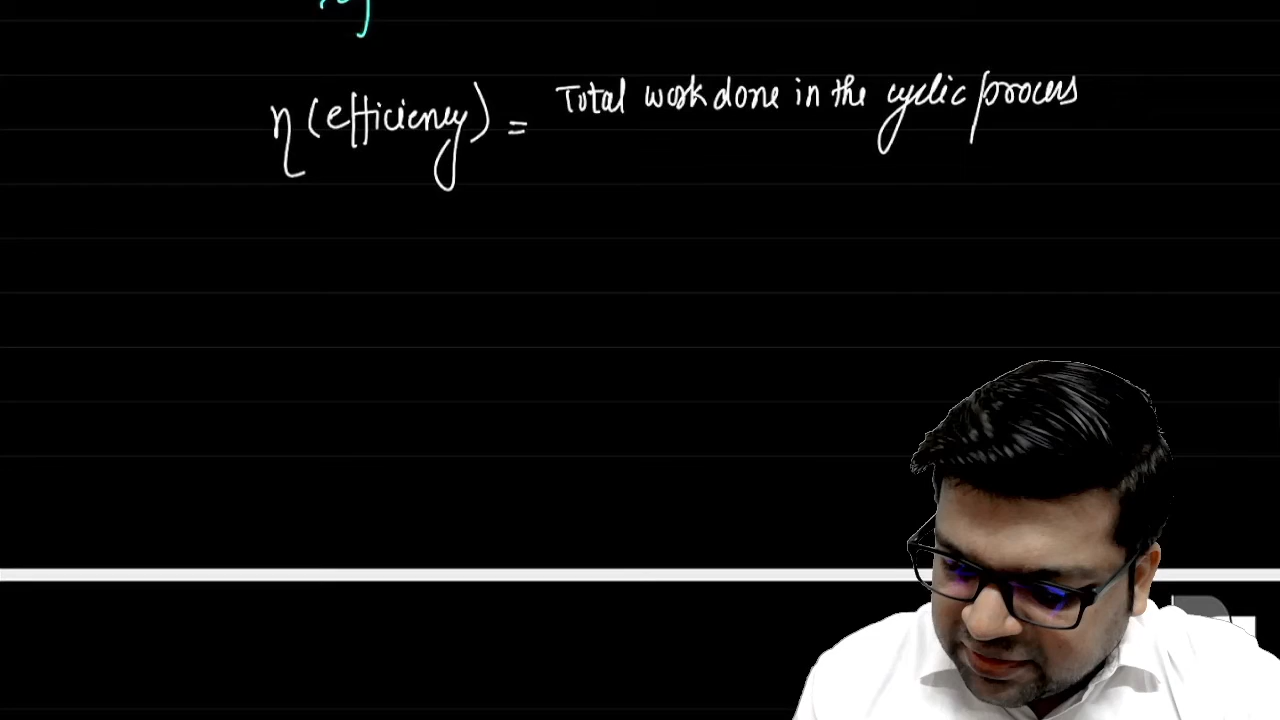 η (efficiency) = Total work done in the cyclic process